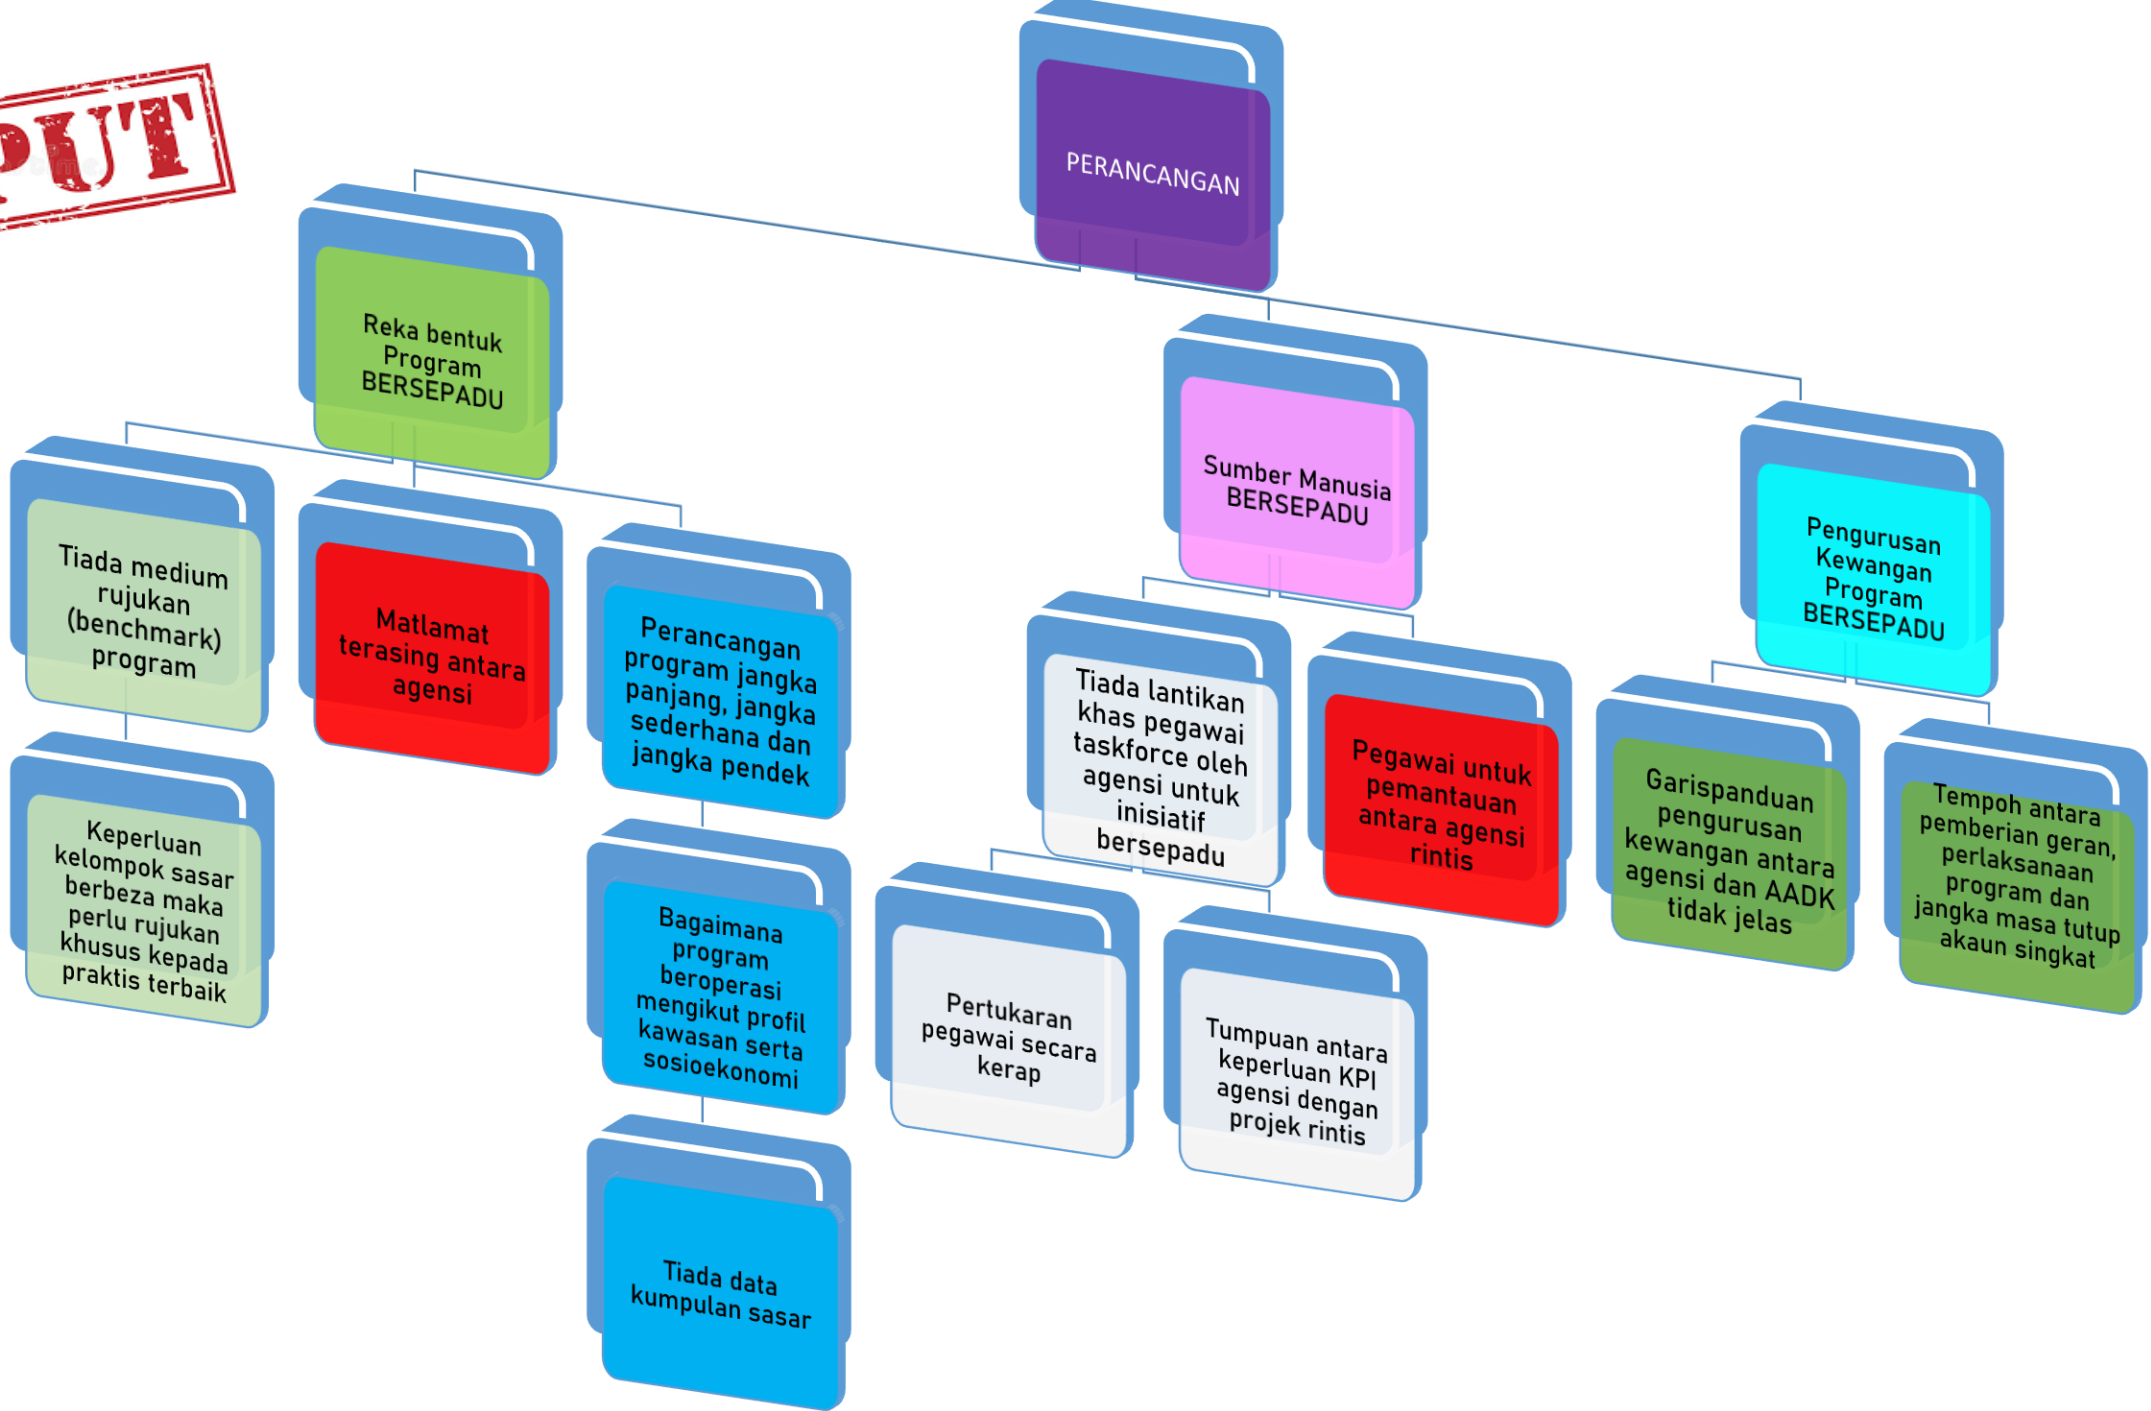 PUT
PERANCANGAN
Reka bentuk
Program
BERSEPADU
Sumber Manusia
BERSEPADU
Pengurusan
Kewangan
Program
BERSEPADU
Tiada medium
rujukan
(benchmark)
program
Matlamat
terasing antara
agensi
Perancangan
program jangka
panjang, jangka
sederhana dan
jangka pendek
Tiada lantikan
khas pegawai
taskforce oleh
agensi untuk
inisiatif
bersepadu
Pegawai untuk
pemantauan
antara agensi
rintis
Garispanduan
pengurusan
kewangan antara
agensi dan AADK
tidak jelas
Tempoh antara
pemberian geran,
perlaksanaan
program dan
jangka masa tutup
akaun singkat
Keperluan
kelompok sasar
berbeza maka
perlu rujukan
khusus kepada
praktis terbaik
Bagaimana
program
beroperasi
mengikut profil
kawasan serta
sosioekonomi
Pertukaran
pegawai secara
kerap
Tumpuan antara
keperluan KPI
agensi dengan
projek rintis
Tiada data
kumpulan sasar